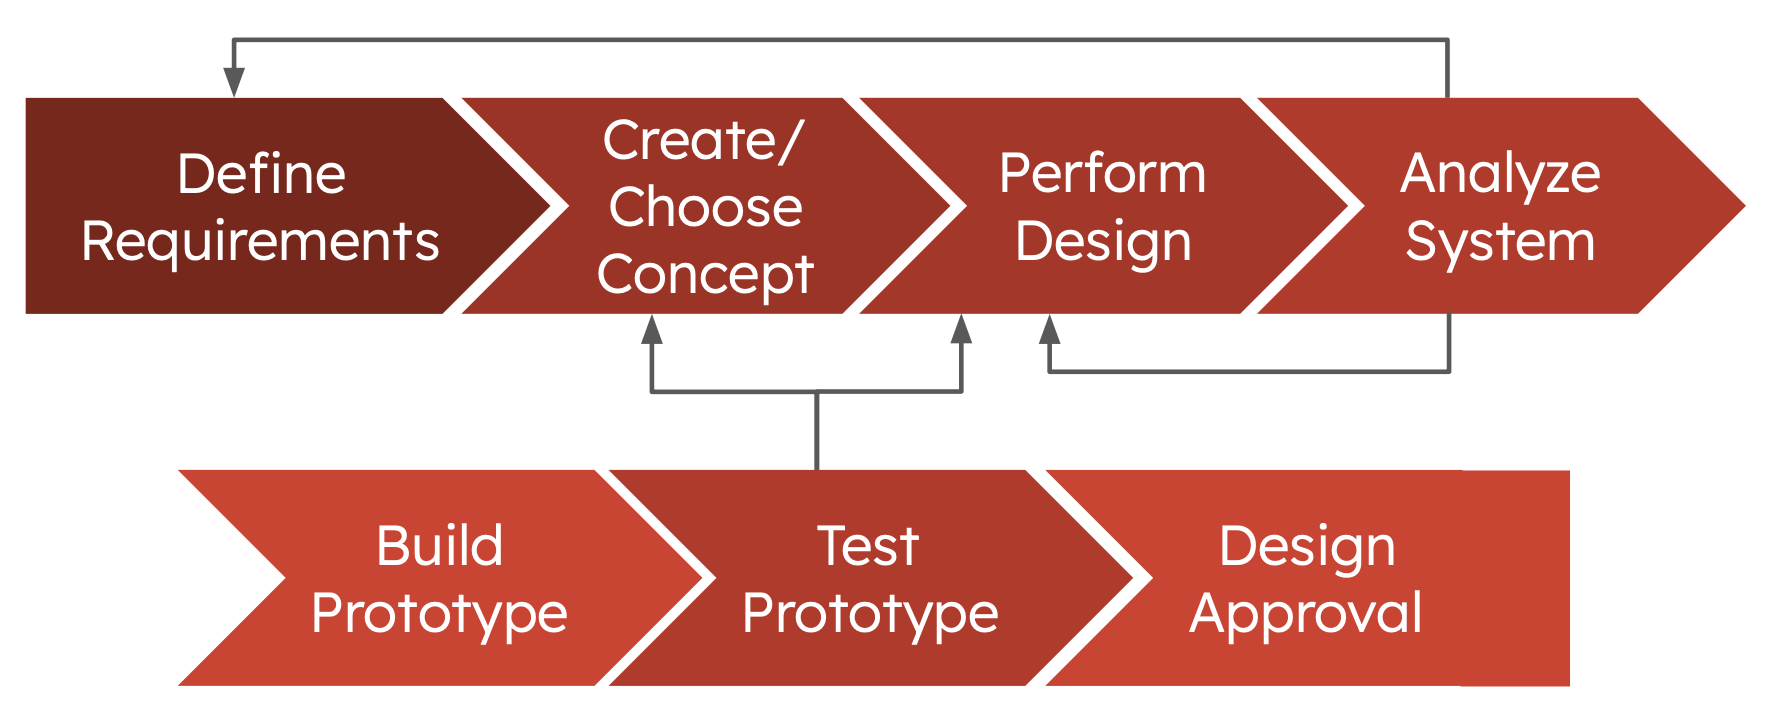 Define
Requirements
Create/
Choose
Concept
Perform
Design
Analyze
System
Build
Prototype
Test
Prototype
Design
Approval